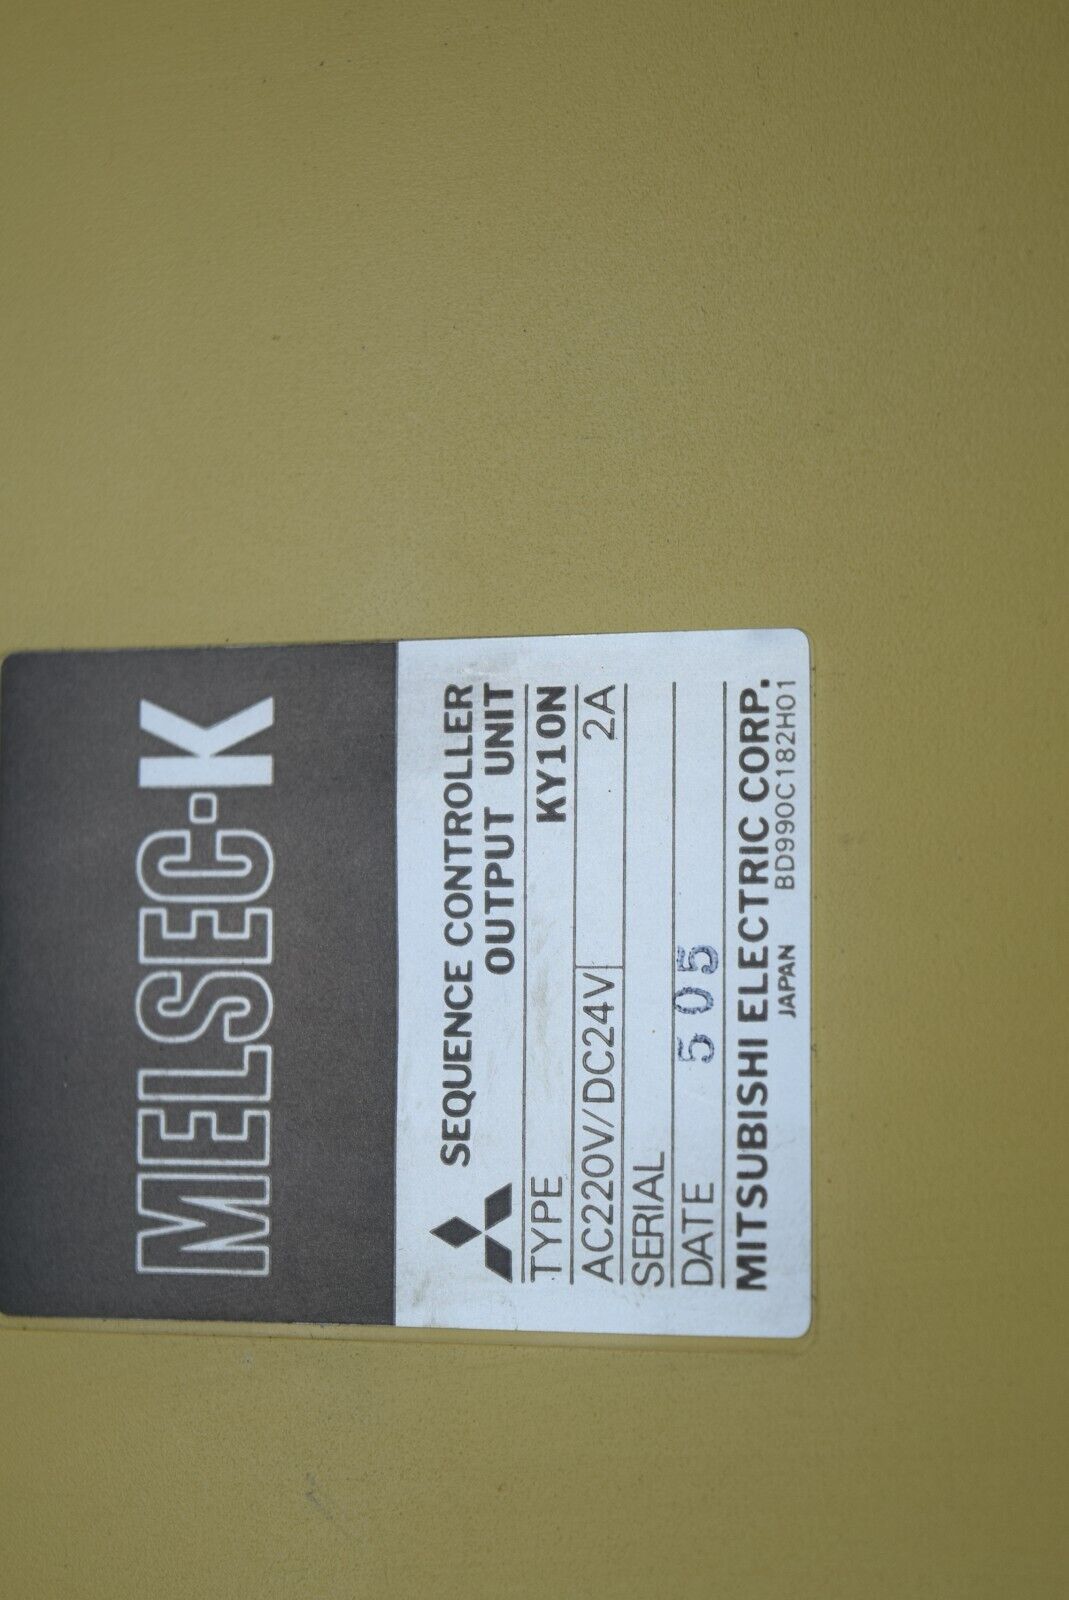 MELSEC-K
SEQUENCE CONTROLLER
OUTPUT UNIT
TYPE KY10N
AC220V/DC24V 2A
SERIAL
DATE 505
MITSUBISHI ELECTRIC CORP.
JAPAN BD990C182H01